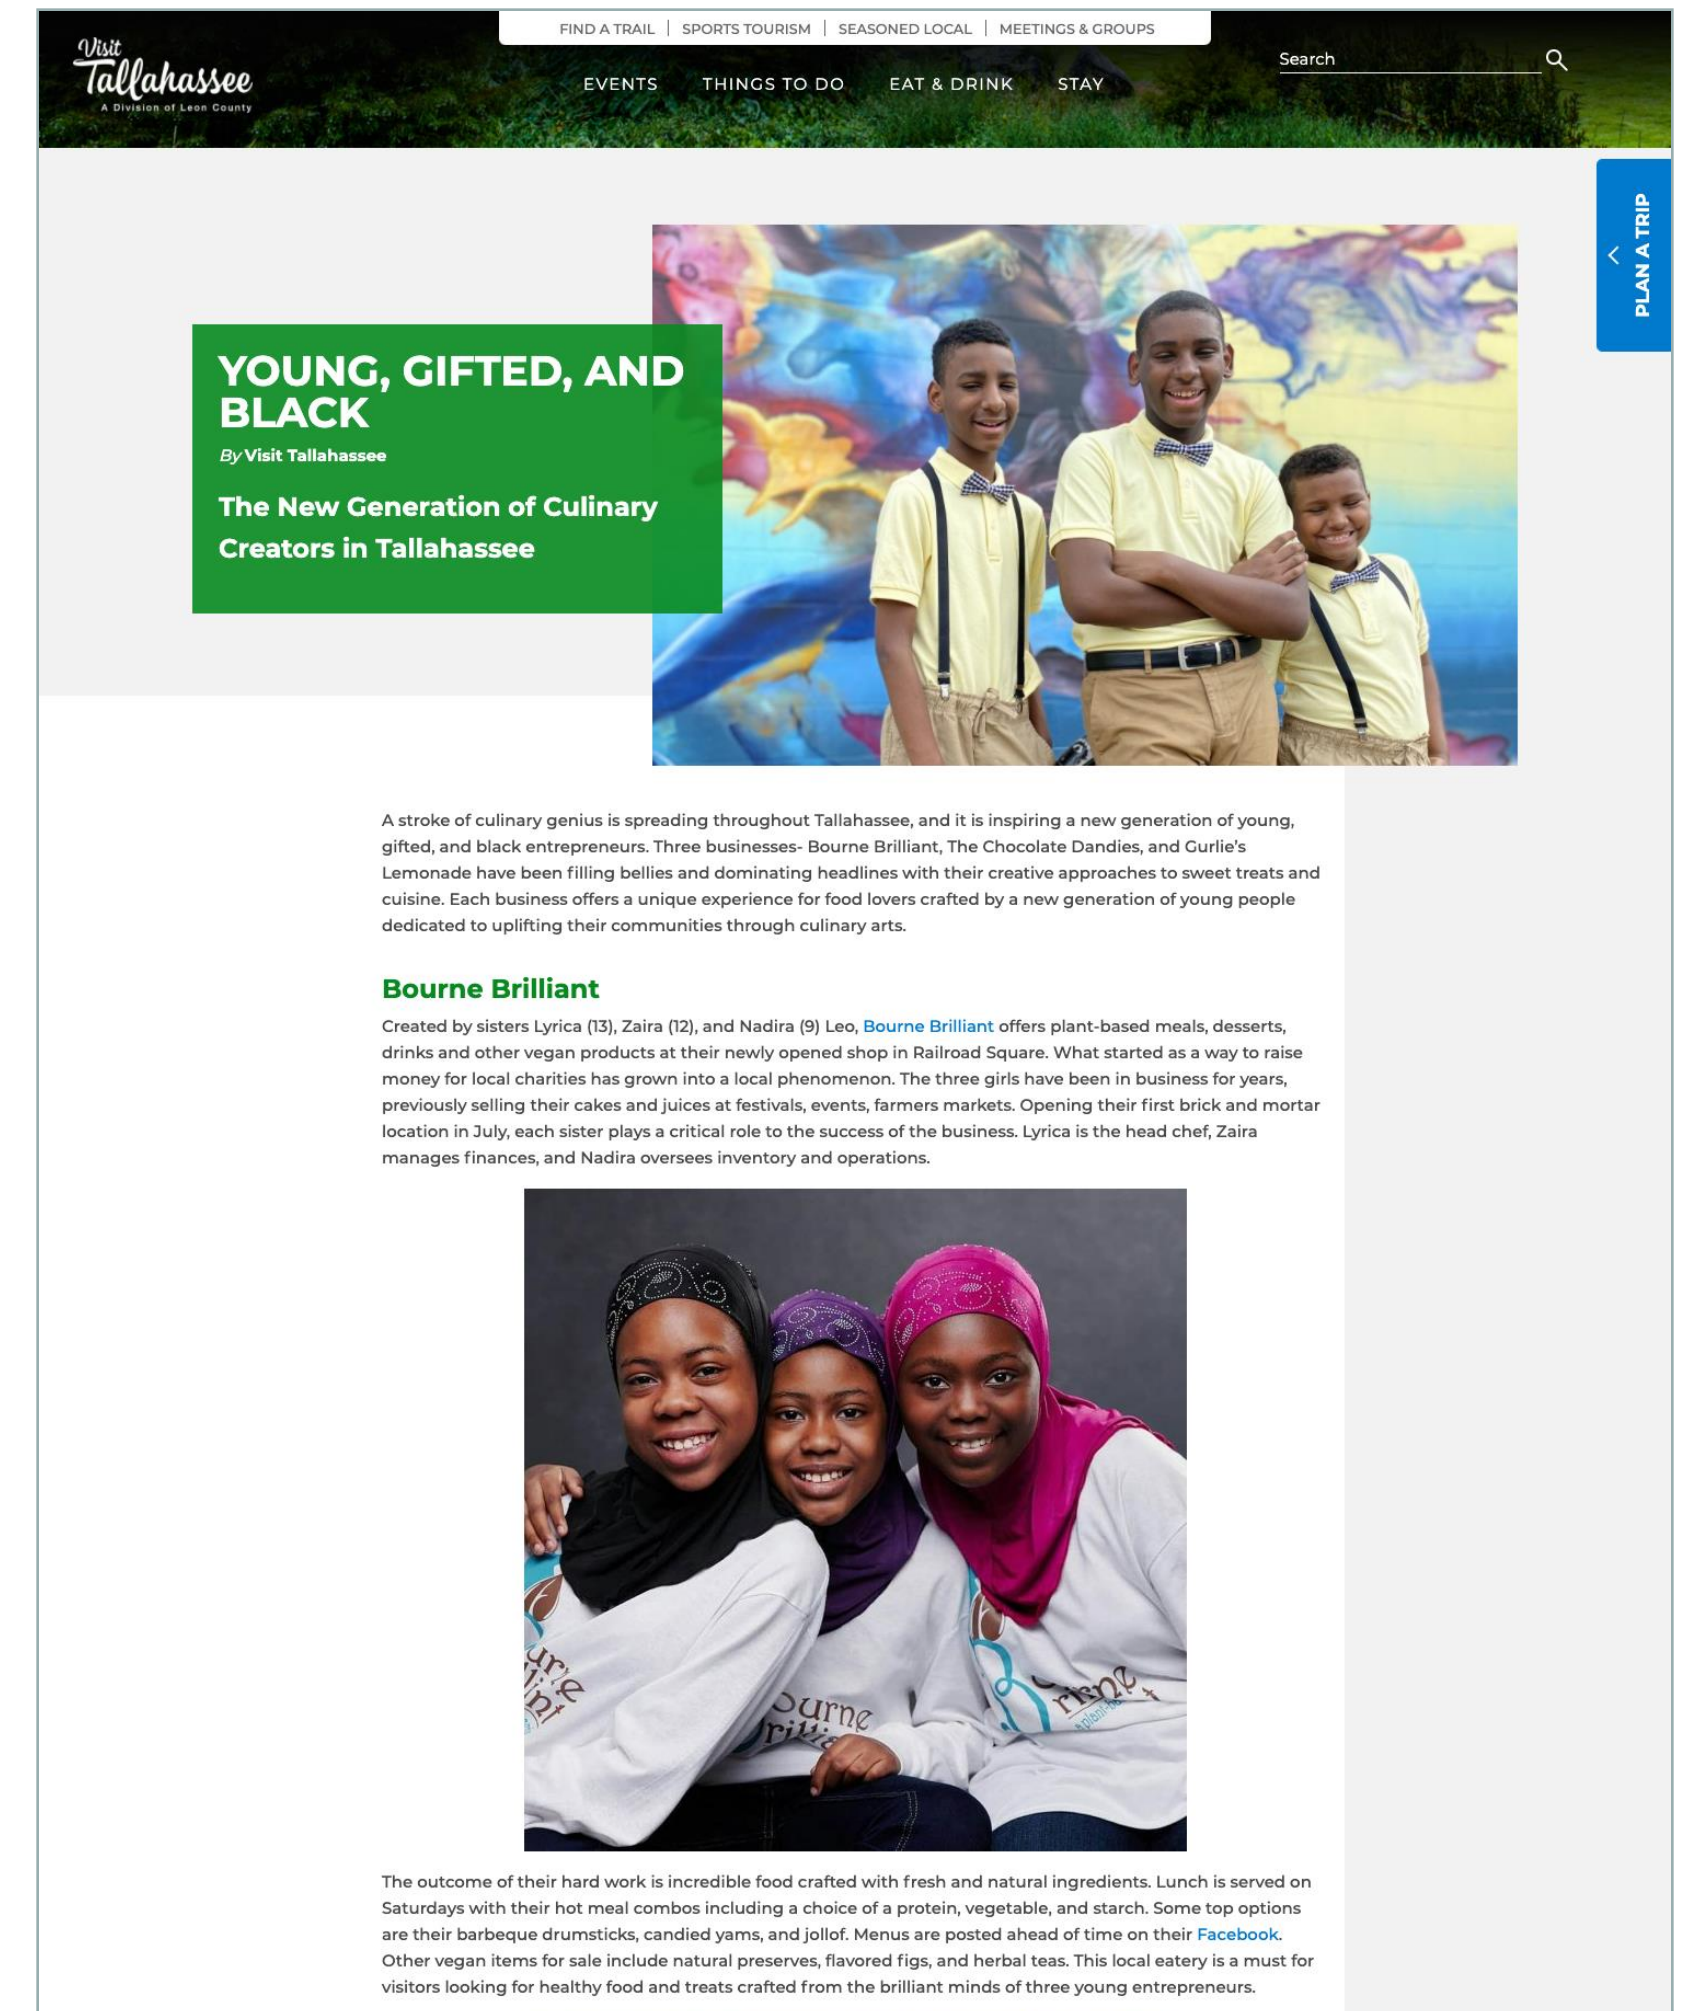 Visit
Tallahassee
A Division of Leon County
FIND A TRAIL | SPORTS TOURISM | SEASONED LOCAL | MEETINGS & GROUPS
EVENTS THINGS TO DO EAT & DRINK STAY
Search
PLAN A TRIP
YOUNG, GIFTED, AND
BLACK
By Visit Tallahassee
The New Generation of Culinary
Creators in Tallahassee
A stroke of culinary genius is spreading throughout Tallahassee, and it is inspiring a new generation of young,
gifted, and black entrepreneurs. Three businesses- Bourne Brilliant, The Chocolate Dandies, and Gurlie's
Lemonade have been filling bellies and dominating headlines with their creative approaches to sweet treats and
cuisine. Each business offers a unique experience for food lovers crafted by a new generation of young people
dedicated to uplifting their communities through culinary arts.
Bourne Brilliant
Created by sisters Lyrica (13), Zaira (12), and Nadira (9) Leo, Bourne Brilliant offers plant-based meals, desserts,
drinks and other vegan products at their newly opened shop in Railroad Square. What started as a way to raise
money for local charities has grown into a local phenomenon. The three girls have been in business for years,
previously selling their cakes and juices at festivals, events, farmers markets. Opening their first brick and mortar
location in July, each sister plays a critical role to the success of the business. Lyrica is the head chef, Zaira
manages finances, and Nadira oversees inventory and operations.
The outcome of their hard work is incredible food crafted with fresh and natural ingredients. Lunch is served on
Saturdays with their hot meal combos including a choice of a protein, vegetable, and starch. Some top options
are their barbeque drumsticks, candied yams, and jollof. Menus are posted ahead of time on their Facebook.
Other vegan items for sale include natural preserves, flavored figs, and herbal teas. This local eatery is a must for
visitors looking for healthy food and treats crafted from the brilliant minds of three young entrepreneurs.